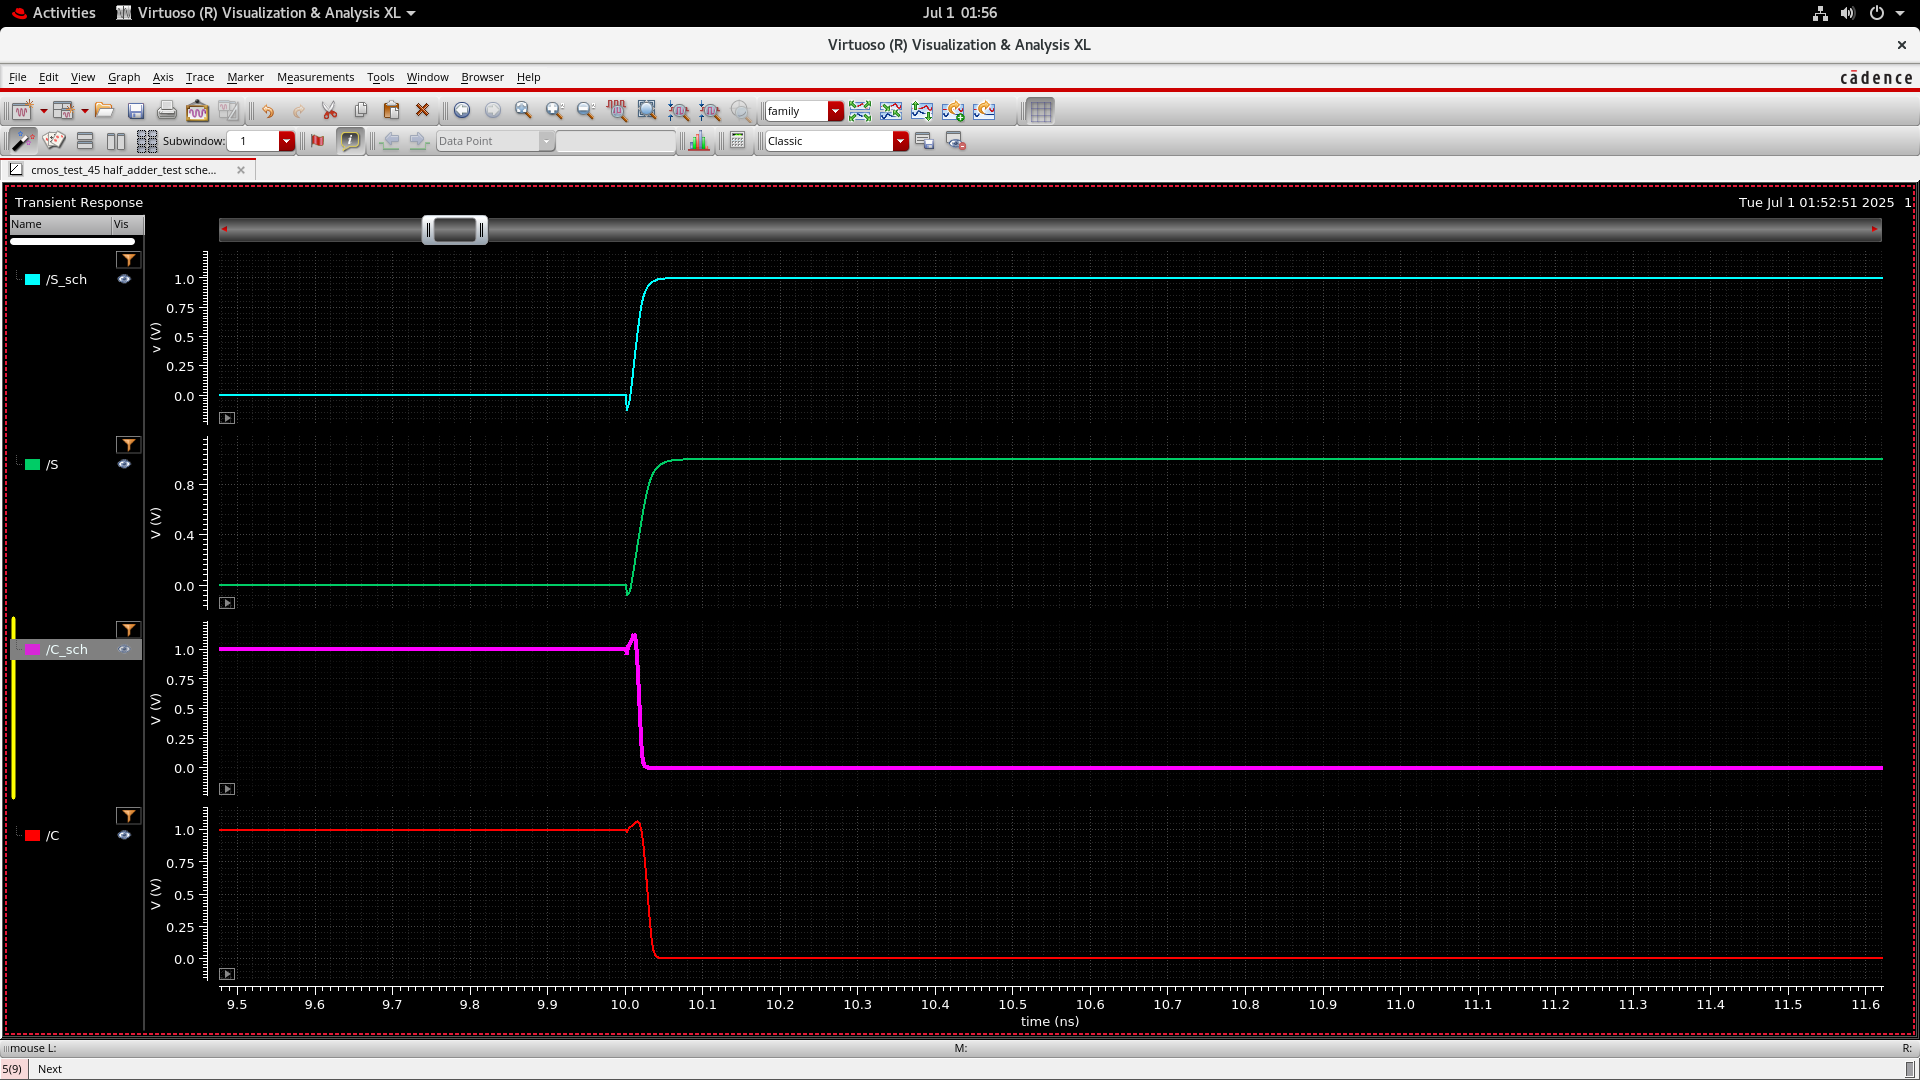 Activities Virtuoso (R) Visualization & Analysis XL Jul 1 01:56
Virtuoso (R) Visualization & Analysis XL
File Edit View Graph Axis Trace Marker Measurements Tools Window Browser Help cādence
family
Subwindow: 1 Data Point Classic
cmos_test_45 half_adder_test sche...
Transient Response Tue Jul 1 01:52:51 2025 1
Name Vis
/S_sch
V (V)
1.0
0.75
0.5
0.25
0.0
/S
V (V)
0.8
0.4
0.0
/C_sch
V (V)
1.0
0.75
0.5
0.25
0.0
/C
V (V)
1.0
0.75
0.5
0.25
0.0
9.5 9.6 9.7 9.8 9.9 10.0 10.1 10.2 10.3 10.4 10.5 10.6 10.7 10.8 10.9 11.0 11.1 11.2 11.3 11.4 11.5 11.6
time (ns)
mouse L: M: R:
5(9) Next